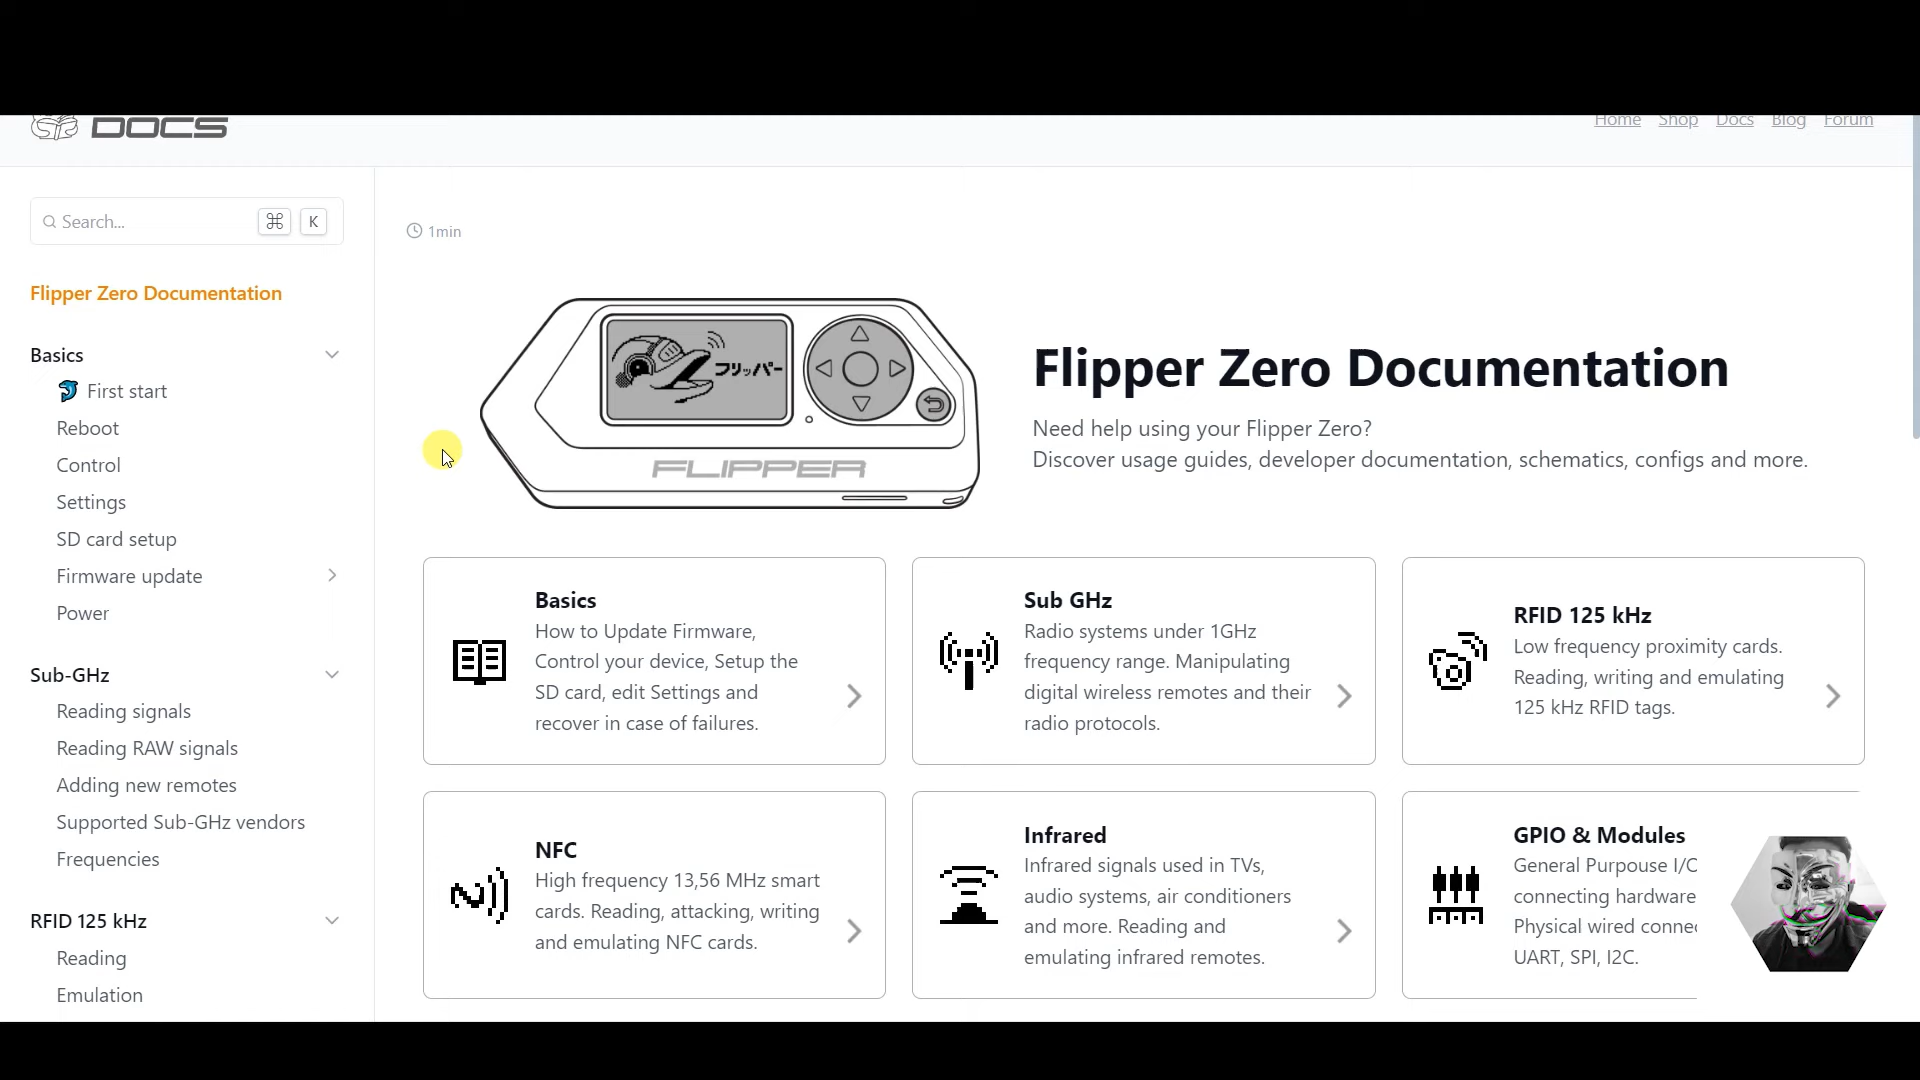 DOCS
Home Shop Docs Blog Forum
Search... ⌘ K
Flipper Zero Documentation
Basics
First start
Reboot
Control
Settings
SD card setup
Firmware update
Power
Sub-GHz
Reading signals
Reading RAW signals
Adding new remotes
Supported Sub-GHz vendors
Frequencies
RFID 125 kHz
Reading
Emulation
1min
フリッパー
FLIPPER
Flipper Zero Documentation
Need help using your Flipper Zero?
Discover usage guides, developer documentation, schematics, configs and more.
Basics
How to Update Firmware,
Control your device, Setup the
SD card, edit Settings and
recover in case of failures.
Sub GHz
Radio systems under 1GHz
frequency range. Manipulating
digital wireless remotes and their
radio protocols.
RFID 125 kHz
Low frequency proximity cards.
Reading, writing and emulating
125 kHz RFID tags.
NFC
High frequency 13,56 MHz smart
cards. Reading, attacking, writing
and emulating NFC cards.
Infrared
Infrared signals used in TVs,
audio systems, air conditioners
and more. Reading and
emulating infrared remotes.
GPIO & Modules
General Purpouse I/O
connecting hardware
Physical wired
UART, SPI, I2C.